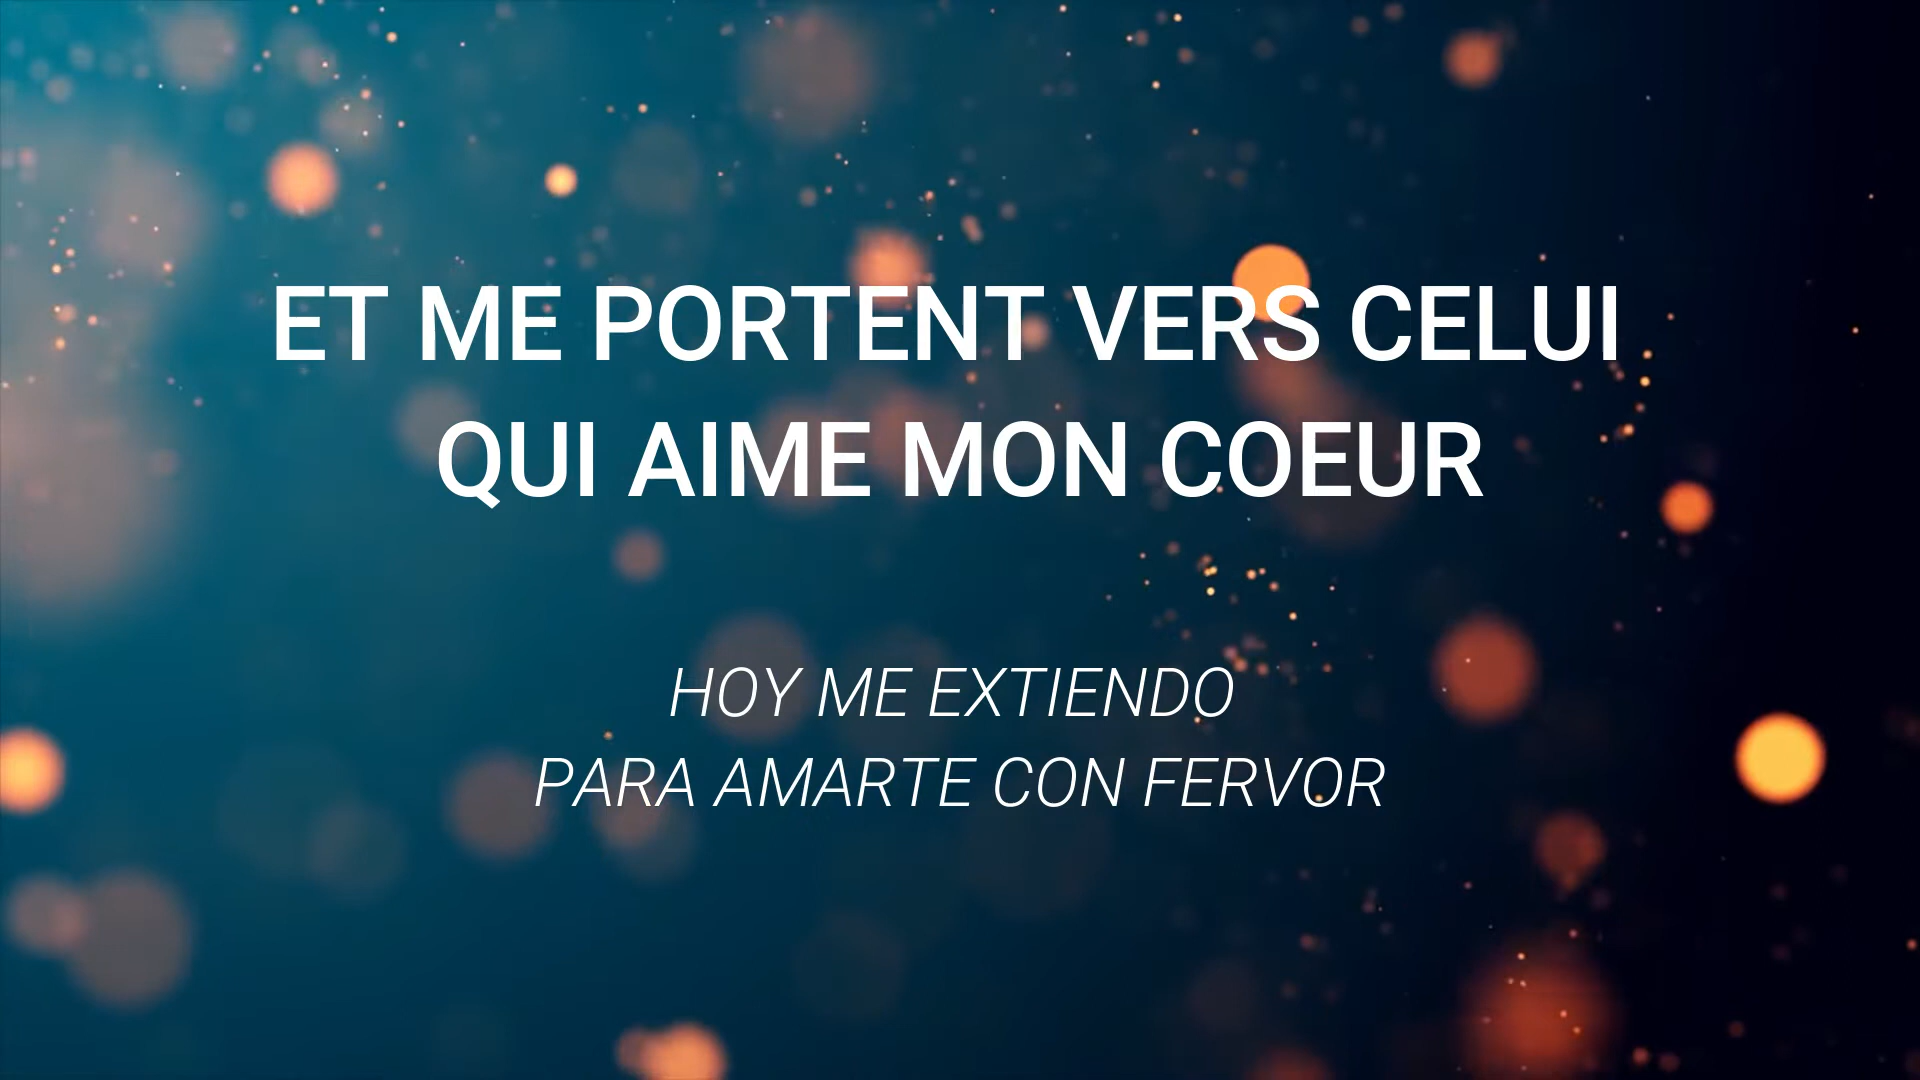 ET ME PORTENT VERS CELUI
QUI AIME MON COEUR
HOY ME EXTIENDO
PARA AMARTE CON FERVOR